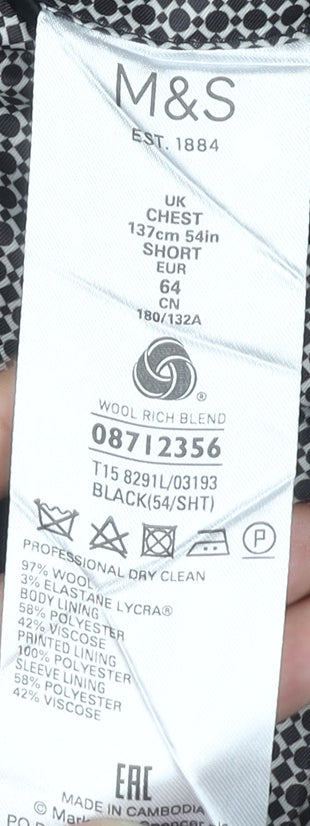 M&S
EST. 1884
UK
CHEST
137cm 54in
SHORT
EUR
64
CN
180/132A
®
WOOL RICH BLEND
08712356
T15 8291L/03193
BLACK(54/SHT)
P
PROFESSIONAL DRY CLEAN
97% WOOL
3% ELASTANE LYCRA®
BODY LINING
58% POLYESTER
42% VISCOSE
PRINTED LINING
100% POLYESTER
SLEEVE LINING
58% POLYESTER
42% VISCOSE
EAC
MADE IN CAMBODIA
©